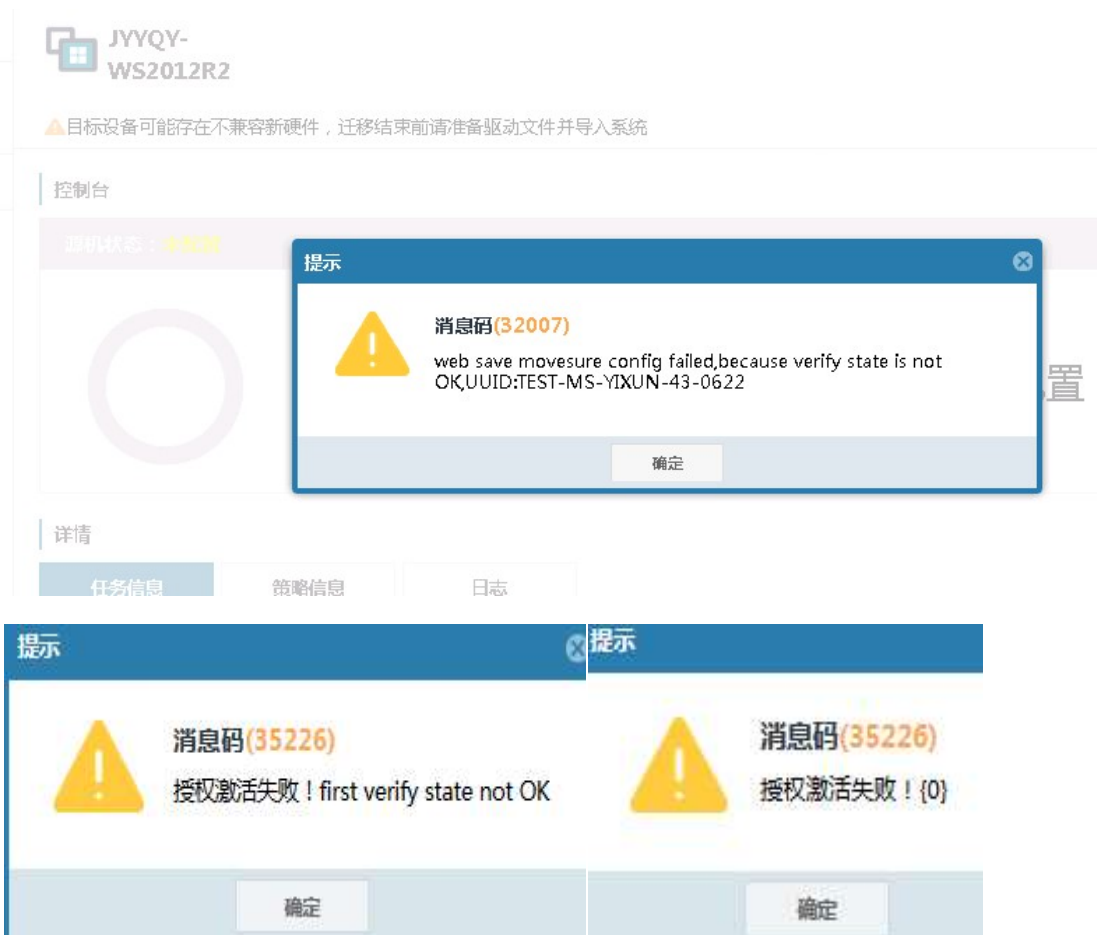 JYYQY-
WS2012R2
目标设备可能存在不兼容新硬件，迁移结束前请准备驱动文件并导入系统
控制台
源机状态：
提示
消息码(32007)
web save movesure config failed,because verify state is not
OK,UUID:TEST-MS-YIXUN-43-0622
置
确定
详情
任务信息 策略信息 日志
提示
消息码(35226)
授权激活失败！first verify state not OK
确定
提示
消息码(35226)
授权激活失败！{0}
确定